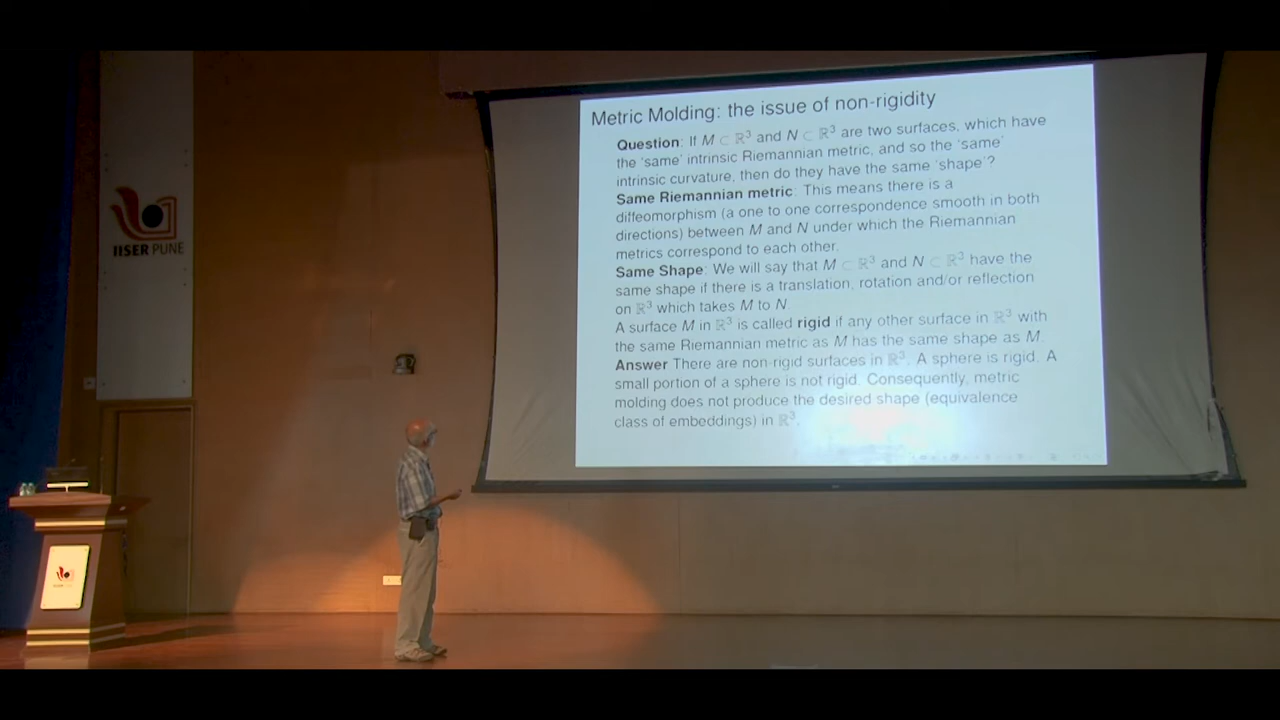 IISER PUNE
Metric Molding: the issue of non-rigidity
Question: If M ⊂ ℝ³ and N ⊂ ℝ³ are two surfaces, which have
the 'same' intrinsic Riemannian metric, and so the 'same'
intrinsic curvature, then do they have the same 'shape'?
Same Riemannian metric: This means there is a
diffeomorphism (a one to one correspondence smooth in both
directions) between M and N under which the Riemannian
metrics correspond to each other.
Same Shape: We will say that M ⊂ ℝ³ and N ⊂ ℝ³ have the
same shape if there is a translation, rotation and/or reflection
on ℝ³ which takes M to N.
A surface M in ℝ³ is called rigid if any other surface in ℝ³ with
the same Riemannian metric as M has the same shape as M.
Answer There are non-rigid surfaces in ℝ³. A sphere is rigid. A
small portion of a sphere is not rigid. Consequently, metric
molding does not produce the desired shape (equivalence
class of embeddings) in ℝ³.